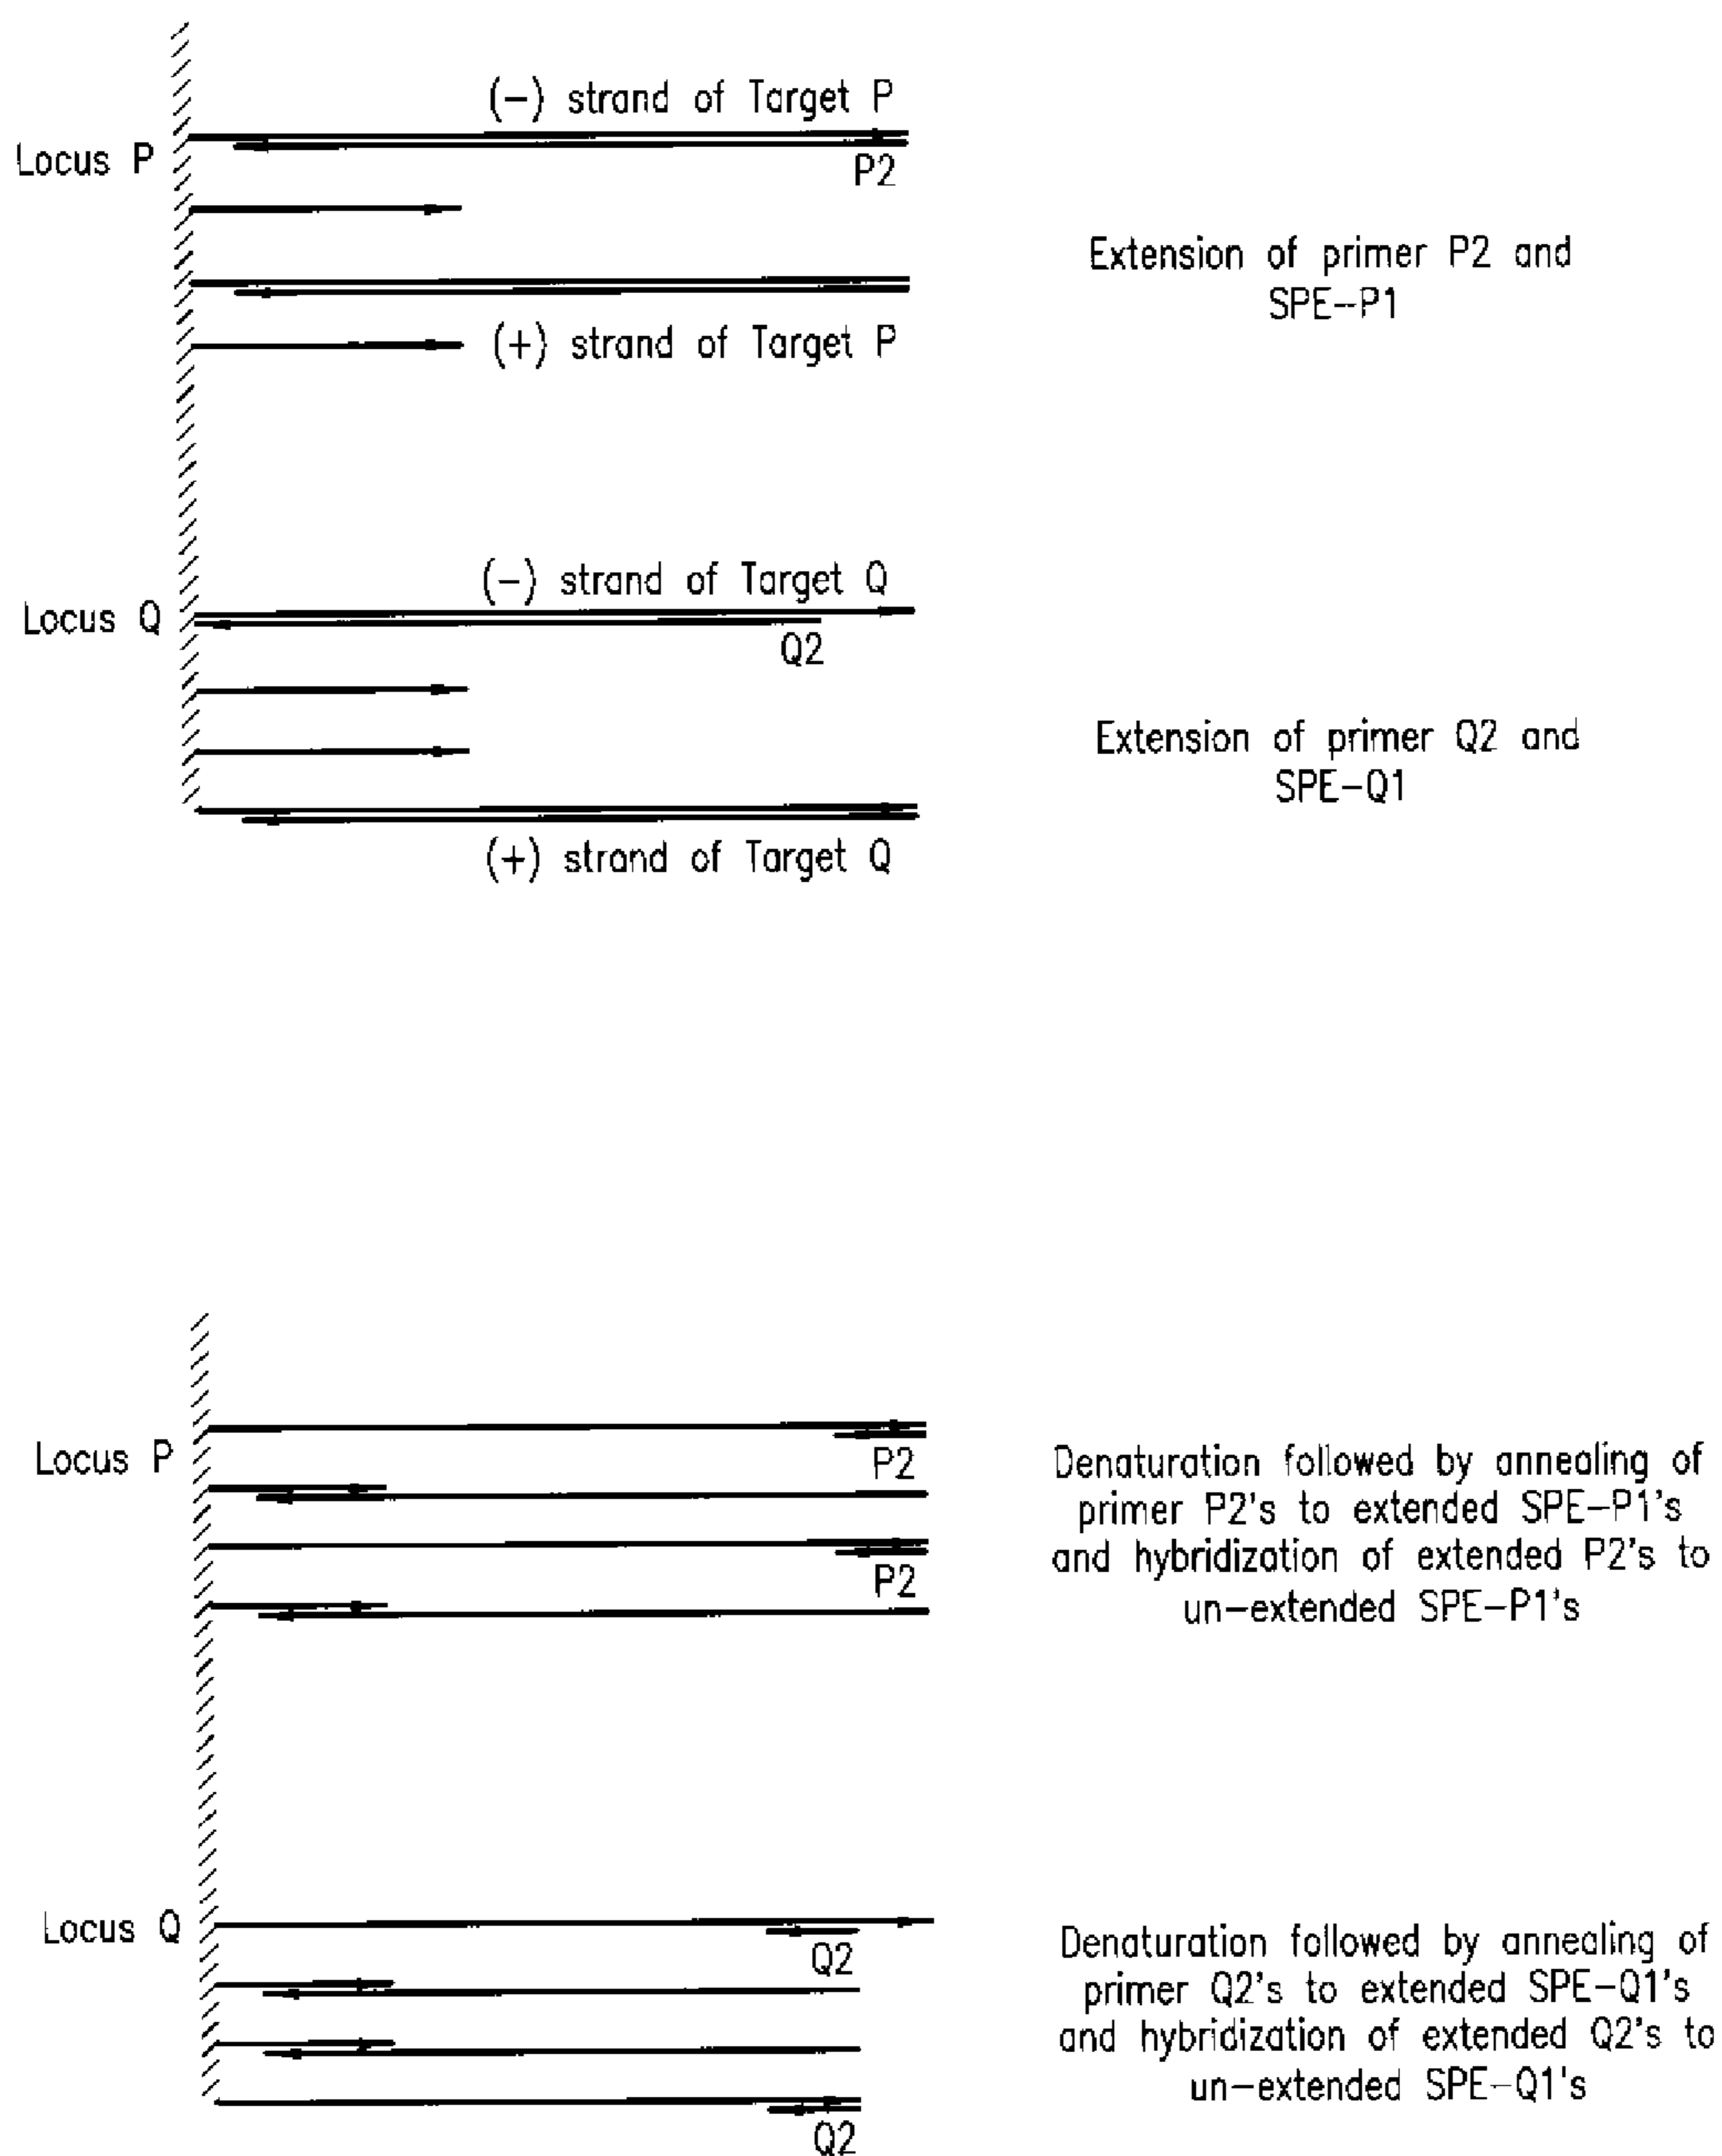 (-) strand of Target P
Locus P
P2
Extension of primer P2 and
SPE-P1
(+) strand of Target P
(-) strand of Target Q
Locus Q
Q2
Extension of primer Q2 and
SPE-Q1
(+) strand of Target Q
Locus P
P2
P2
Denaturation followed by annealing of
primer P2's to extended SPE-P1's
and hybridization of extended P2's to
un-extended SPE-P1's
Locus Q
Q2
Q2
Denaturation followed by annealing of
primer Q2's to extended SPE-Q1's
and hybridization of extended Q2's to
un-extended SPE-Q1's